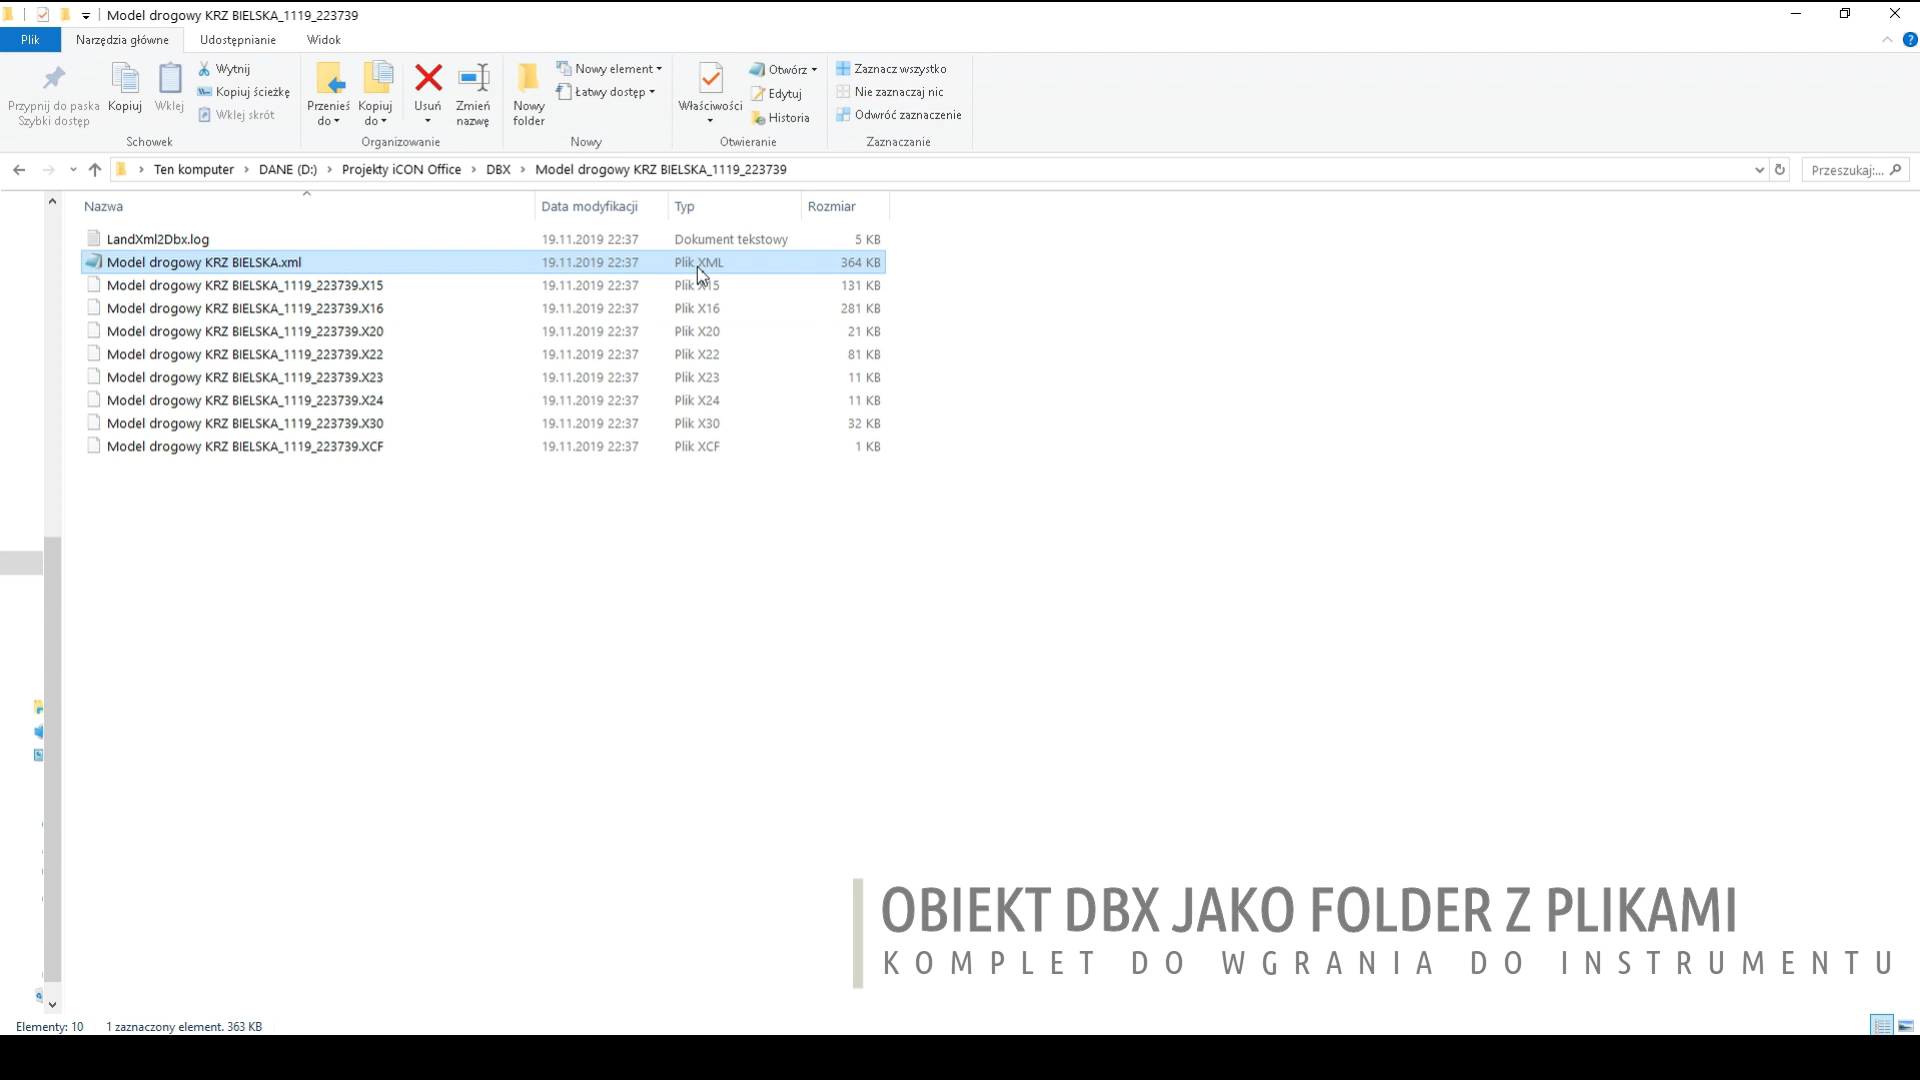 Model drogowy KRZ BIELSKA_1119_223739
Plik Narzędzia główne Udostępnianie Widok
Przypnij do paska Szybki dostęp
Kopiuj
Wklej
Wytnij
Kopiuj ścieżkę
Wklej skrót
Schowek
Przenieś do
Kopiuj do
Usuń
Zmień nazwę
Organizowanie
Nowy folder
Nowy element
Łatwy dostęp
Nowy
Właściwości
Otwórz
Edytuj
Historia
Otwieranie
Zaznacz wszystko
Nie zaznaczaj nic
Odwróć zaznaczenie
Zaznaczanie
Ten komputer > DANE (D:) > Projekty iCON Office > DBX > Model drogowy KRZ BIELSKA_1119_223739
Przeszukaj:...
Nazwa Data modyfikacji Typ Rozmiar
LandXml2Dbx.log 19.11.2019 22:37 Dokument tekstowy 5 KB
Model drogowy KRZ BIELSKA.xml 19.11.2019 22:37 Plik XML 364 KB
Model drogowy KRZ BIELSKA_1119_223739.X15 19.11.2019 22:37 Plik X15 131 KB
Model drogowy KRZ BIELSKA_1119_223739.X16 19.11.2019 22:37 Plik X16 281 KB
Model drogowy KRZ BIELSKA_1119_223739.X20 19.11.2019 22:37 Plik X20 21 KB
Model drogowy KRZ BIELSKA_1119_223739.X22 19.11.2019 22:37 Plik X22 81 KB
Model drogowy KRZ BIELSKA_1119_223739.X23 19.11.2019 22:37 Plik X23 11 KB
Model drogowy KRZ BIELSKA_1119_223739.X24 19.11.2019 22:37 Plik X24 11 KB
Model drogowy KRZ BIELSKA_1119_223739.X30 19.11.2019 22:37 Plik X30 32 KB
Model drogowy KRZ BIELSKA_1119_223739.XCF 19.11.2019 22:37 Plik XCF 1 KB
OBIEKT DBX JAKO FOLDER Z PLIKAMI
KOMPLET DO WGRANIA DO INSTRUMENTU
Elementy: 10 1 zaznaczony element. 363 KB